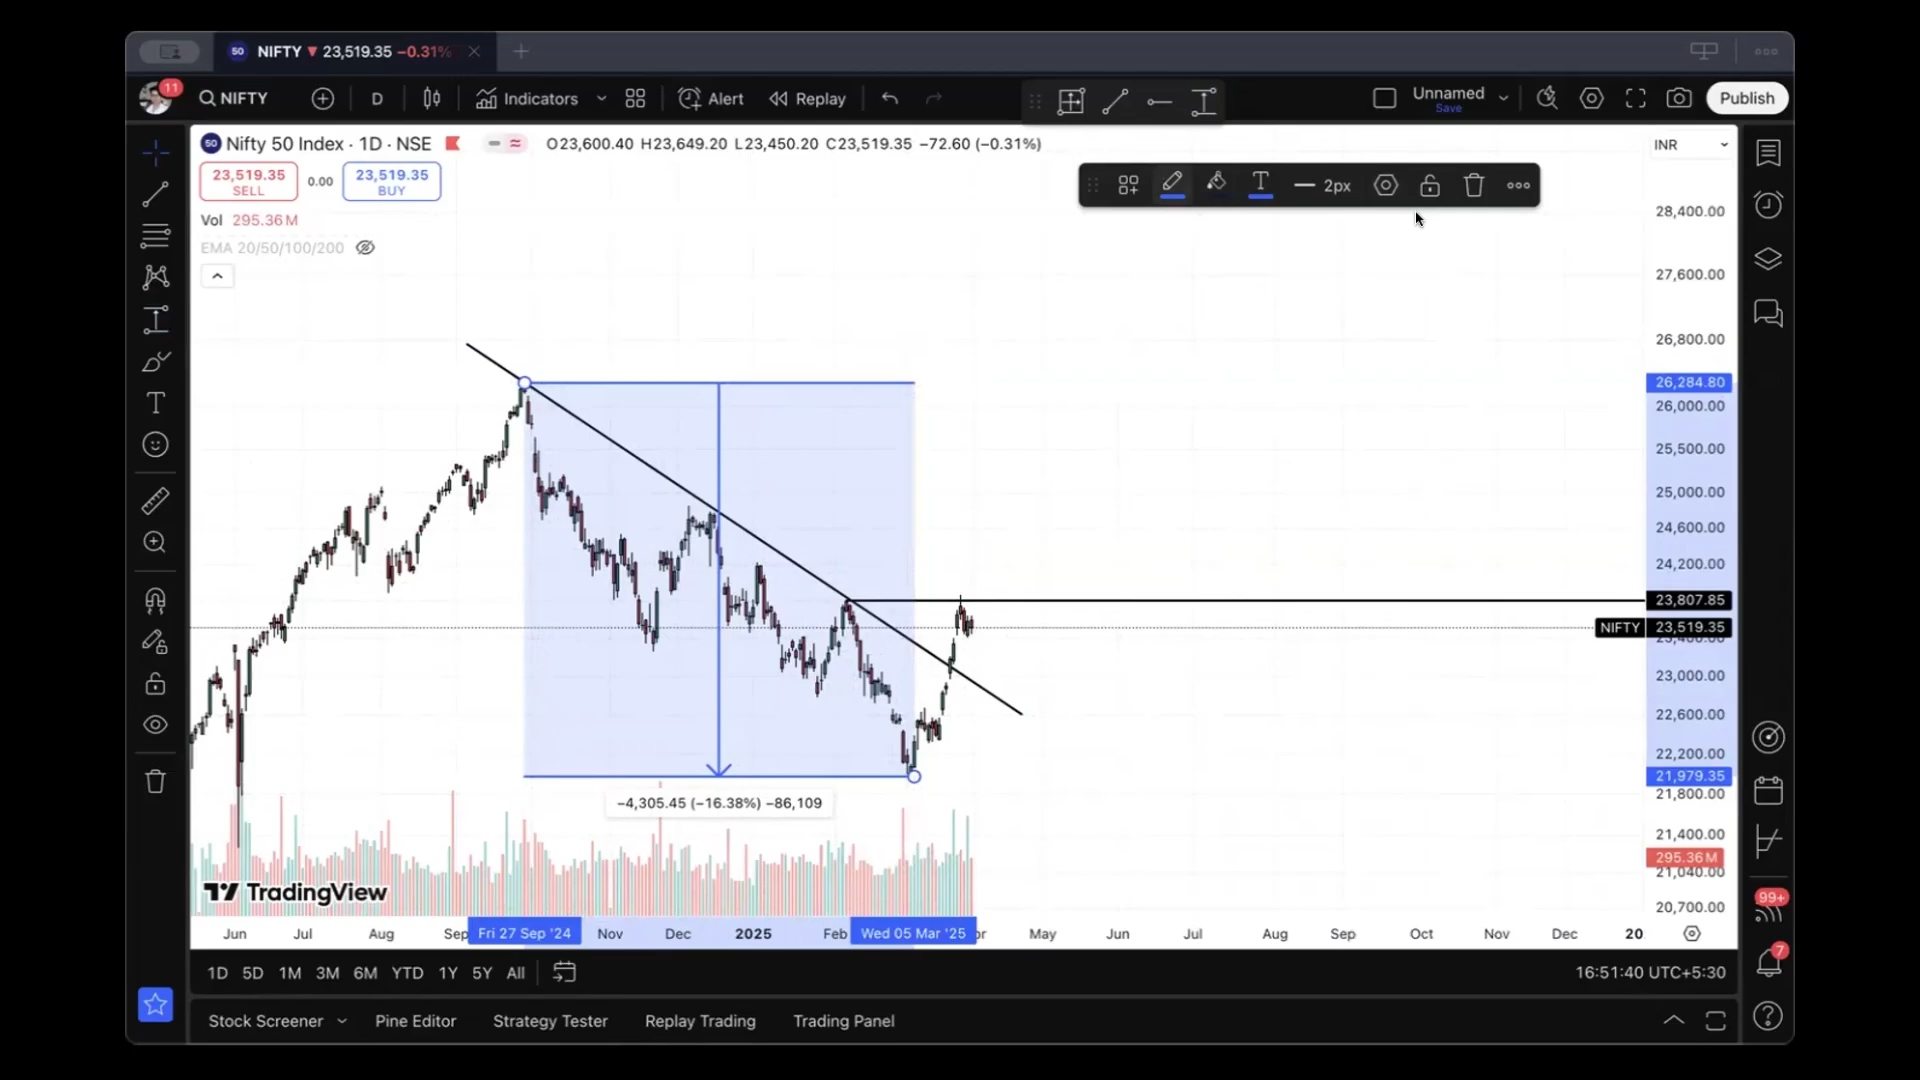 50 NIFTY 23,519.35 −0.31%
11 NIFTY D Indicators Alert Replay Unnamed Save Publish
50 Nifty 50 Index · 1D · NSE O23,600.40 H23,649.20 L23,450.20 C23,519.35 −72.60 (−0.31%) INR
23,519.35 SELL 0.00 23,519.35 BUY
T 2px
Vol 295.36M
EMA 20/50/100/200
28,400.00
27,600.00
26,800.00
26,284.80
26,000.00
25,500.00
25,000.00
24,600.00
24,200.00
23,807.85
NIFTY 23,519.35
23,400.00
23,000.00
22,600.00
22,200.00
21,979.35
21,800.00
−4,305.45 (−16.38%) −86,109
21,400.00
295.36M
21,040.00
20,700.00
TradingView
99+
Jun Jul Aug Sep Fri 27 Sep '24 Nov Dec 2025 Feb Wed 05 Mar '25 or May Jun Jul Aug Sep Oct Nov Dec 20
1D 5D 1M 3M 6M YTD 1Y 5Y All 16:51:40 UTC+5:30
7
Stock Screener Pine Editor Strategy Tester Replay Trading Trading Panel